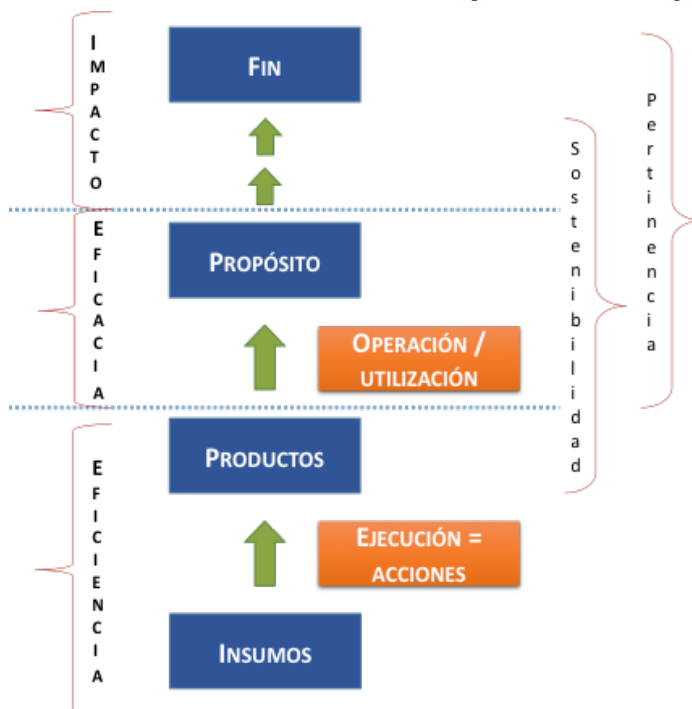 IMPACTO
FIN
Pertinencia
Sostenibilidad
EFICACIA
PROPÓSITO
OPERACIÓN /
UTILIZACIÓN
PRODUCTOS
EFICIENCIA
EJECUCIÓN =
ACCIONES
INSUMOS